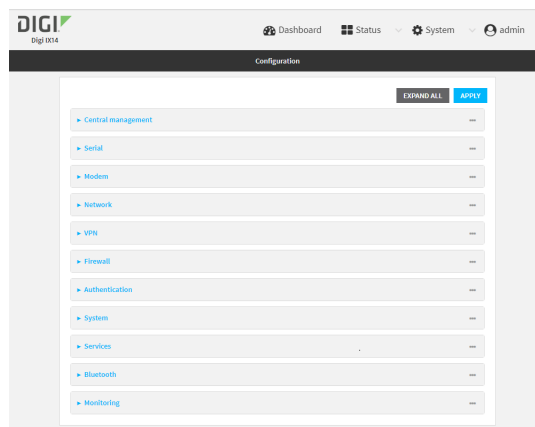 DIGI
Digi IX14
Dashboard
Status
System
admin
Configuration
EXPAND ALL
APPLY
Central management
Serial
Modem
Network
VPN
Firewall
Authentication
System
Services
Bluetooth
Monitoring